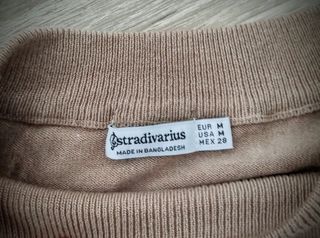 stradivarius
MADE IN BANGLADESH
EUR M
USA M
MEX 28